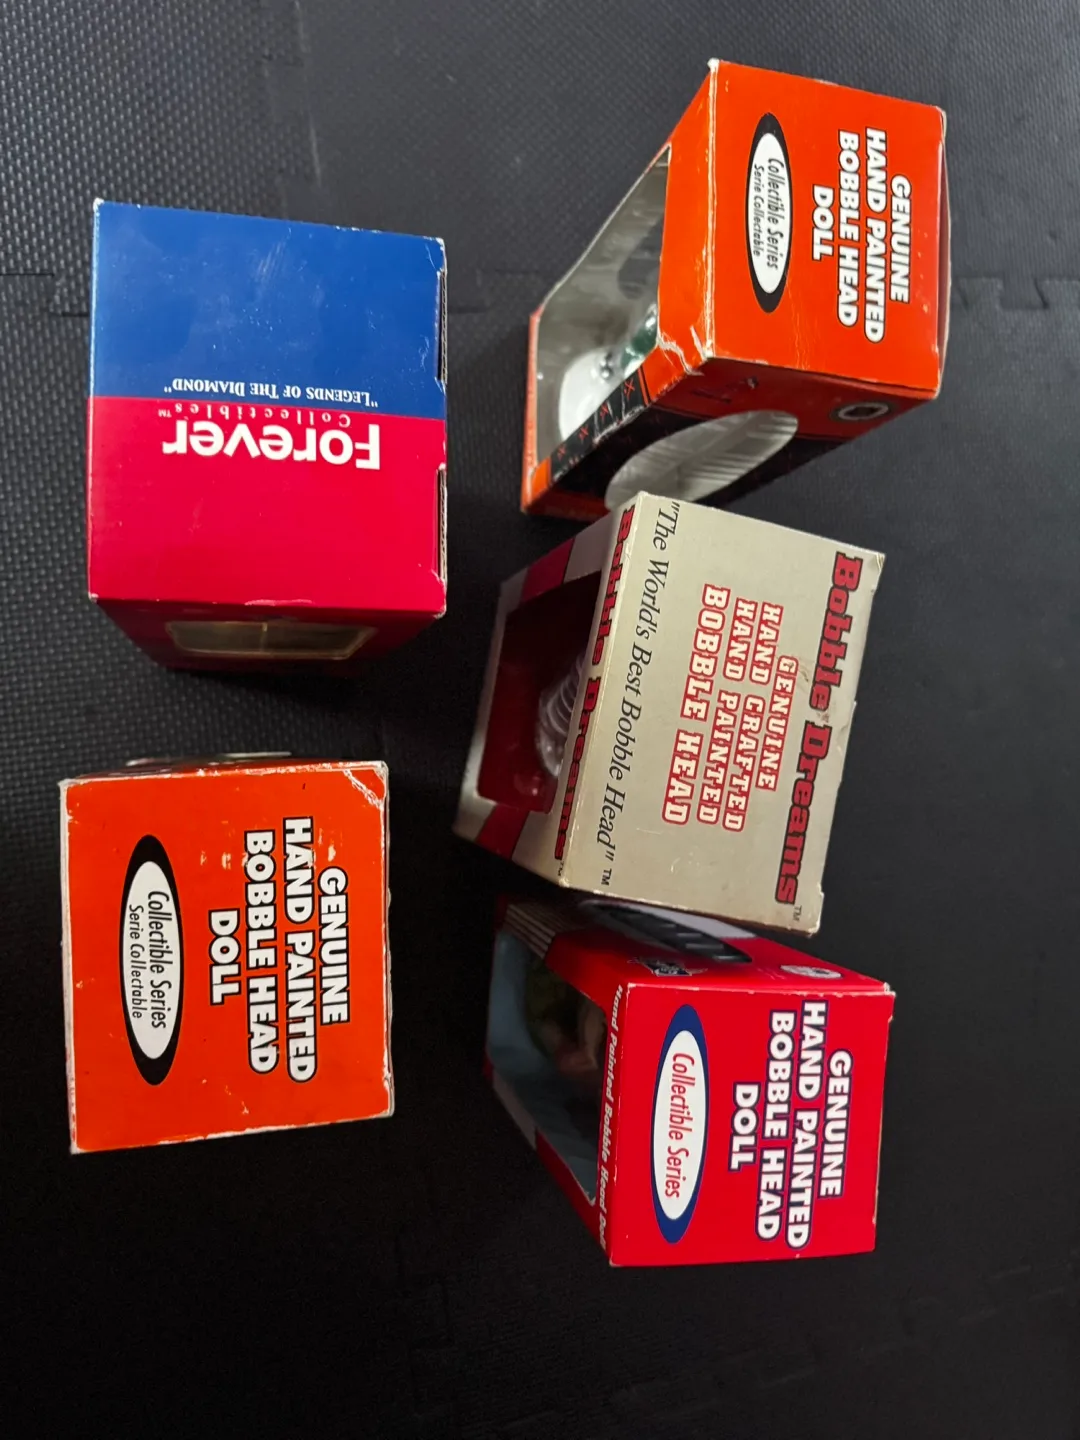 GENUINE
HAND PAINTED
BOBBLE HEAD
DOLL
Collectible Series
Serie Collectable
"LEGENDS OF THE DIAMOND"
Forever
Collectibles™
Bobble Dreams™
GENUINE
HAND CRAFTED
HAND PAINTED
BOBBLE HEAD
"The World's Best Bobble Head"™
Bobble Dreams™
GENUINE
HAND PAINTED
BOBBLE HEAD
DOLL
Collectible Series
Serie Collectable
GENUINE
HAND PAINTED
BOBBLE HEAD
DOLL
Collectible Series
Hand Painted Bobble Head Doll